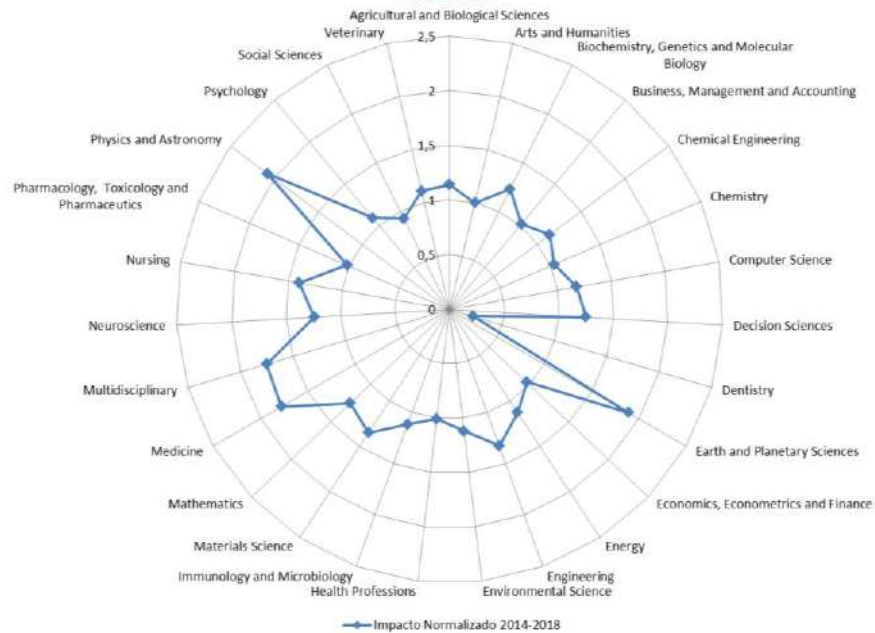 Agricultural and Biological Sciences
2,5
Veterinary
Arts and Humanities
Social Sciences
Biochemistry, Genetics and Molecular
Biology
2
Psychology
Business, Management and Accounting
Physics and Astronomy
1,5
Chemical Engineering
Pharmacology, Toxicology and
Pharmaceutics
1
Chemistry
Nursing
0,5
Computer Science
Neuroscience
0
Decision Sciences
Multidisciplinary
Dentistry
Medicine
Earth and Planetary Sciences
Mathematics
Economics, Econometrics and Finance
Materials Science
Energy
Immunology and Microbiology
Engineering
Health Professions
Environmental Science
Impacto Normalizado 2014-2018